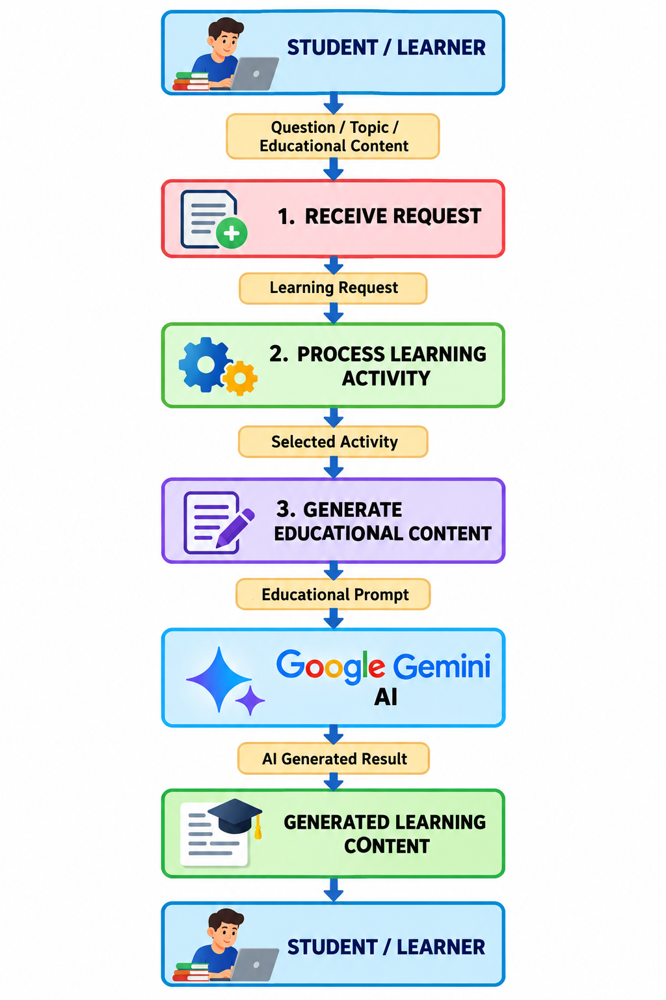 STUDENT / LEARNER
Question / Topic /
Educational Content
1. RECEIVE REQUEST
Learning Request
2. PROCESS LEARNING
ACTIVITY
Selected Activity
3. GENERATE
EDUCATIONAL CONTENT
Educational Prompt
Google Gemini
AI
AI Generated Result
GENERATED LEARNING
CONTENT
STUDENT / LEARNER